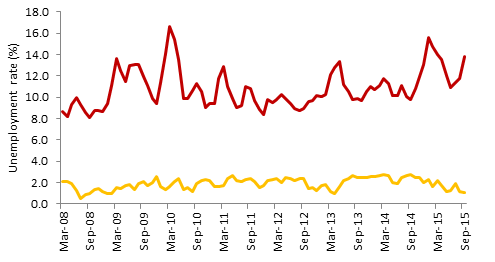 Unemployment rate (%)
18.0
16.0
14.0
12.0
10.0
8.0
6.0
4.0
2.0
0.0
Mar-08
Sep-08
Mar-09
Sep-09
Mar-10
Sep-10
Mar-11
Sep-11
Mar-12
Sep-12
Mar-13
Sep-13
Mar-14
Sep-14
Mar-15
Sep-15